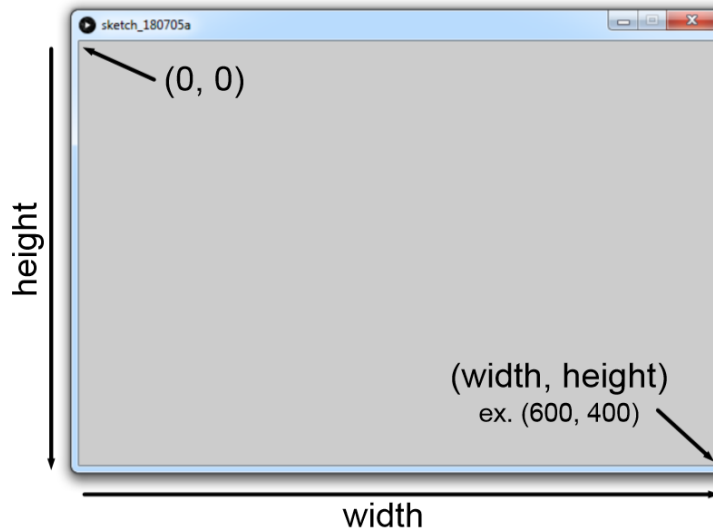 sketch_180705a
(0, 0)
height
(width, height)
ex. (600, 400)
width